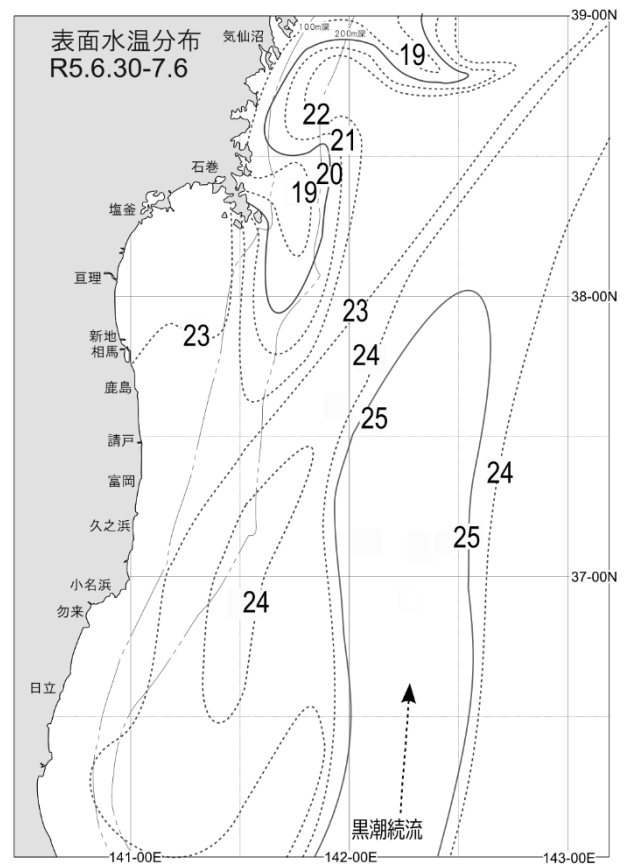 表面水温分布
R5.6.30-7.6
気仙沼
100m深
200m深
39-00N
19
22
21
20
19
石巻
塩釜
亘理
38-00N
23
23
新地
相馬
24
鹿島
25
請戸
24
富岡
久之浜
25
37-00N
小名浜
24
勿来
日立
黒潮続流
141-00E
142-00E
143-00E